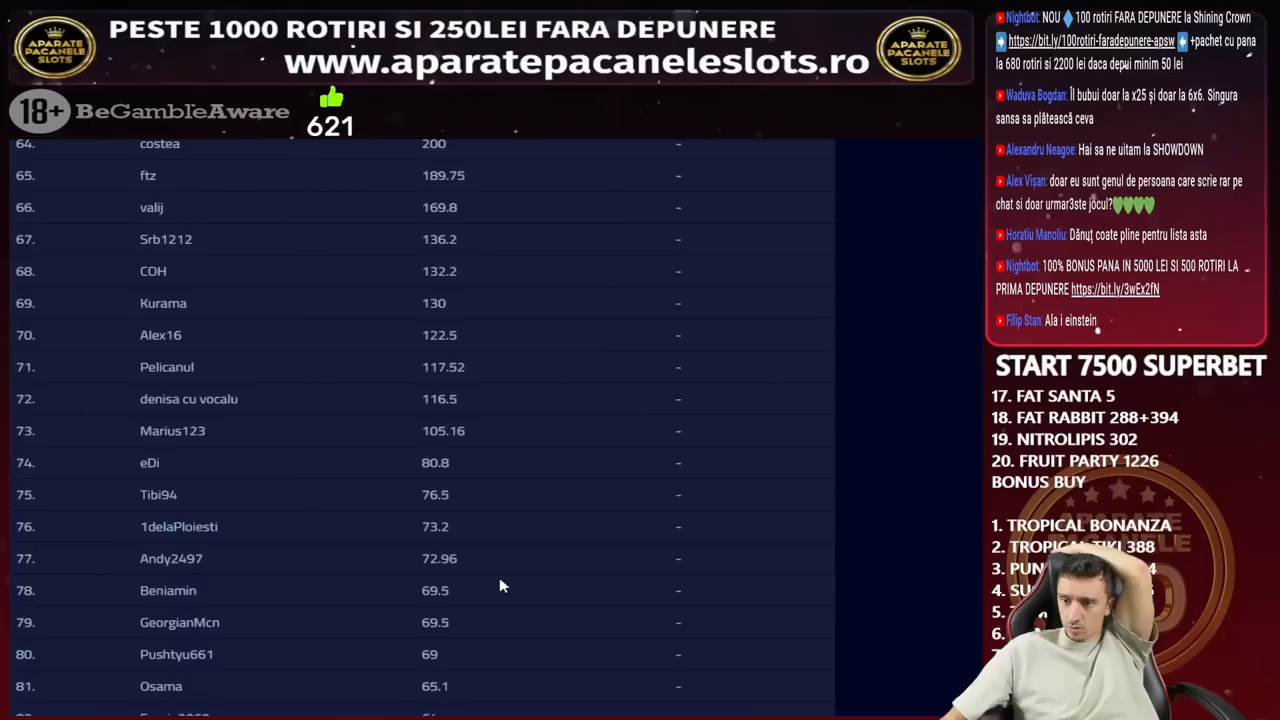 PESTE 1000 ROTIRI SI 250LEI FARA DEPUNERE
www.aparatepacaneleslots.ro
APARATE
PACANELE
SLOTS
APARATE
PACANELE
SLOTS
18+ BeGambleAware
621
64. costea 200 -
65. ftz 189.75 -
66. valij 169.8 -
67. Srb1212 136.2 -
68. COH 132.2 -
69. Kurama 130 -
70. Alex16 122.5 -
71. Pelicanul 117.52 -
72. denisa cu vocalu 116.5 -
73. Marius123 105.16 -
74. eDi 80.8 -
75. Tibi94 76.5 -
76. 1delaPloiesti 73.2 -
77. Andy2497 72.96 -
78. Beniamin 69.5 -
79. GeorgianMcn 69.5 -
80. Pushtyu661 69 -
81. Osama 65.1 -
Nightbot: NOU 100 rotiri FARA DEPUNERE la Shining Crown
https://bit.ly/100rotiri-faradepunere-apsw +pachet cu pana
la 680 rotiri si 2200 lei daca depui minim 50 lei
Waduva Bogdan: Îl bubui doar la x25 și doar la 6x6. Singura
sansa sa plătească ceva
Alexandru Neagoe: Hai sa ne uitam la SHOWDOWN
Alex Vișan: doar eu sunt genul de persoana care scrie rar pe
chat si doar urmar3ste jocul?
Horatiu Manoliu: Dănuț coate pline pentru lista asta
Nightbot: 100% BONUS PANA IN 5000 LEI SI 500 ROTIRI LA
PRIMA DEPUNERE https://bit.ly/3wEx2fN
Filip Stan: Ala i einstein
START 7500 SUPERBET
17. FAT SANTA 5
18. FAT RABBIT 288+394
19. NITROLIPIS 302
20. FRUIT PARTY 1226
BONUS BUY
1. TROPICAL BONANZA
2. TROPICAL TIKI 388
3. PUN
4. SU
5.
6.